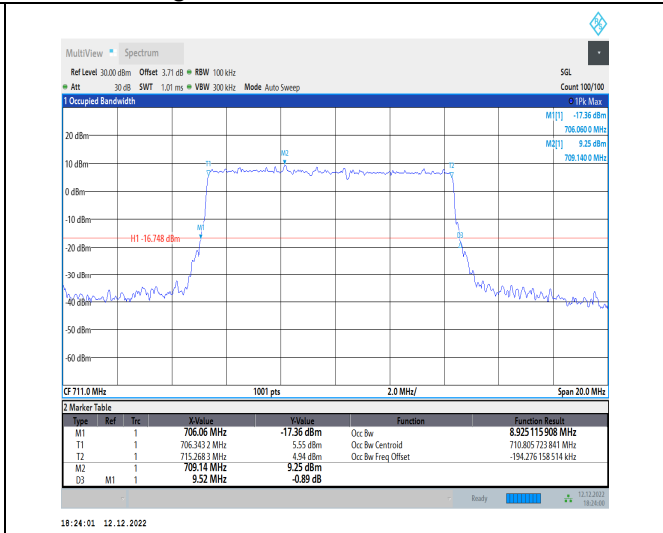 MultiView Spectrum
Ref Level 30.00 dBm Offset 3.71 dB RBW 100 kHz SGL
Att 30 dB SWT 1.01 ms VBW 300 kHz Mode Auto Sweep Count 100/100
1 Occupied Bandwidth 1Pk Max
M1[1] -17.36 dBm
706.060 0 MHz
20 dBm
M2[1] 9.25 dBm
709.140 0 MHz
M2
10 dBm T1 T2
0 dBm
-10 dBm
M1
H1 -16.748 dBm D3
-20 dBm
-30 dBm
-40 dBm
-50 dBm
-60 dBm
CF 711.0 MHz 1001 pts 2.0 MHz/ Span 20.0 MHz
2 Marker Table
Type Ref Trc X-Value Y-Value Function Function Result
M1 1 706.06 MHz -17.36 dBm Occ Bw 8.925 115 908 MHz
T1 1 706.343 2 MHz 5.55 dBm Occ Bw Centroid 710.805 723 841 MHz
T2 1 715.268 3 MHz 4.94 dBm Occ Bw Freq Offset -194.276 158 514 kHz
M2 1 709.14 MHz 9.25 dBm
D3 M1 1 9.52 MHz -0.89 dB
Ready 12.12.2022
18:24:00
18:24:01 12.12.2022